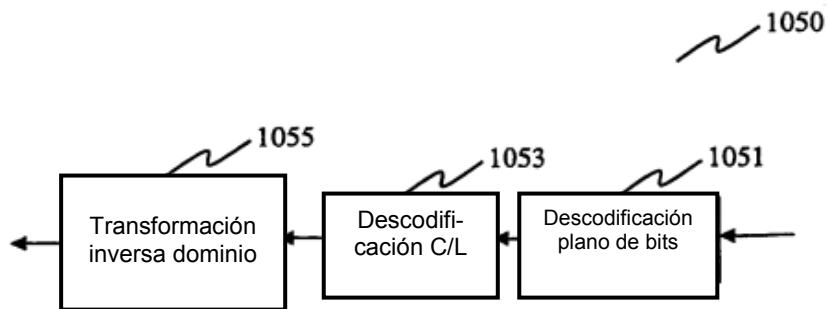 1050
1055
1053
1051
Transformación
inversa dominio
Descodifi-
cación C/L
Descodificación
plano de bits